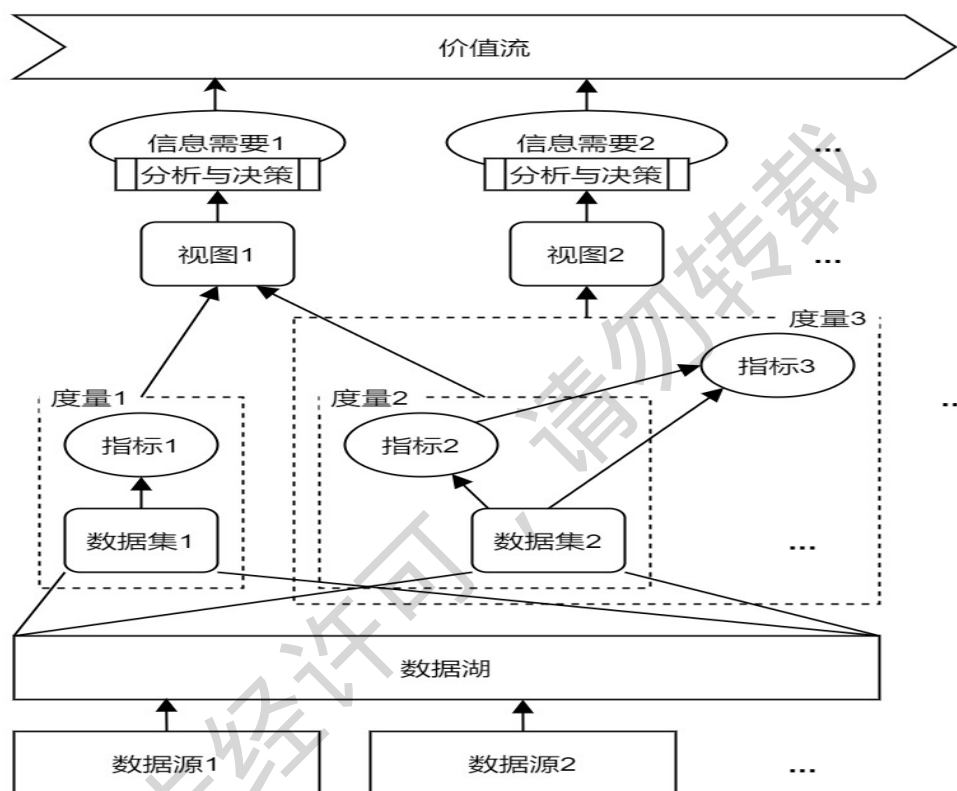 价值流
信息需要1
信息需要2
...
分析与决策
分析与决策
视图1
视图2
...
度量3
指标3
度量1
度量2
...
指标1
指标2
数据集1
数据集2
...
数据湖
数据源1
数据源2
...
经许可，请勿转载